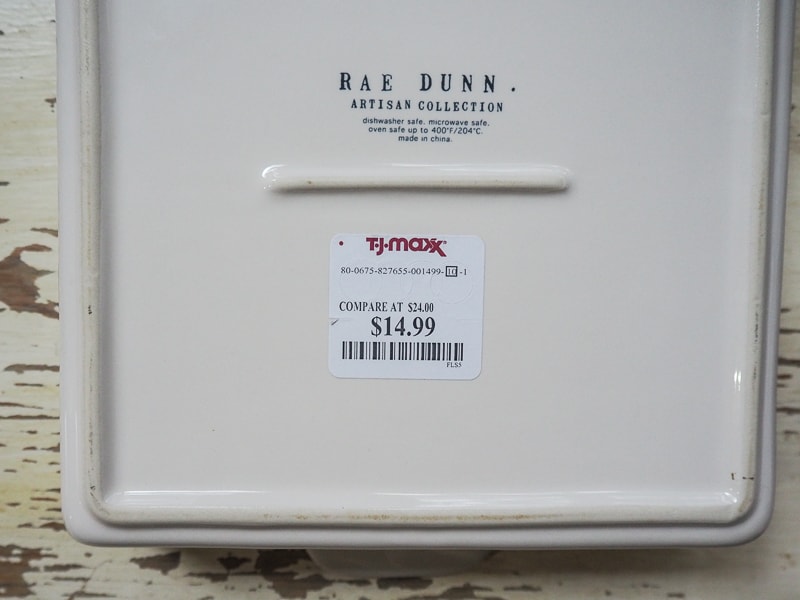 RAE DUNN.
ARTISAN COLLECTION
dishwasher safe. microwave safe.
oven safe up to 400°F/204°C.
made in china.
T·J·maxx®
80-0675-827655-001499-10-1
COMPARE AT $24.00
$14.99
FLS5